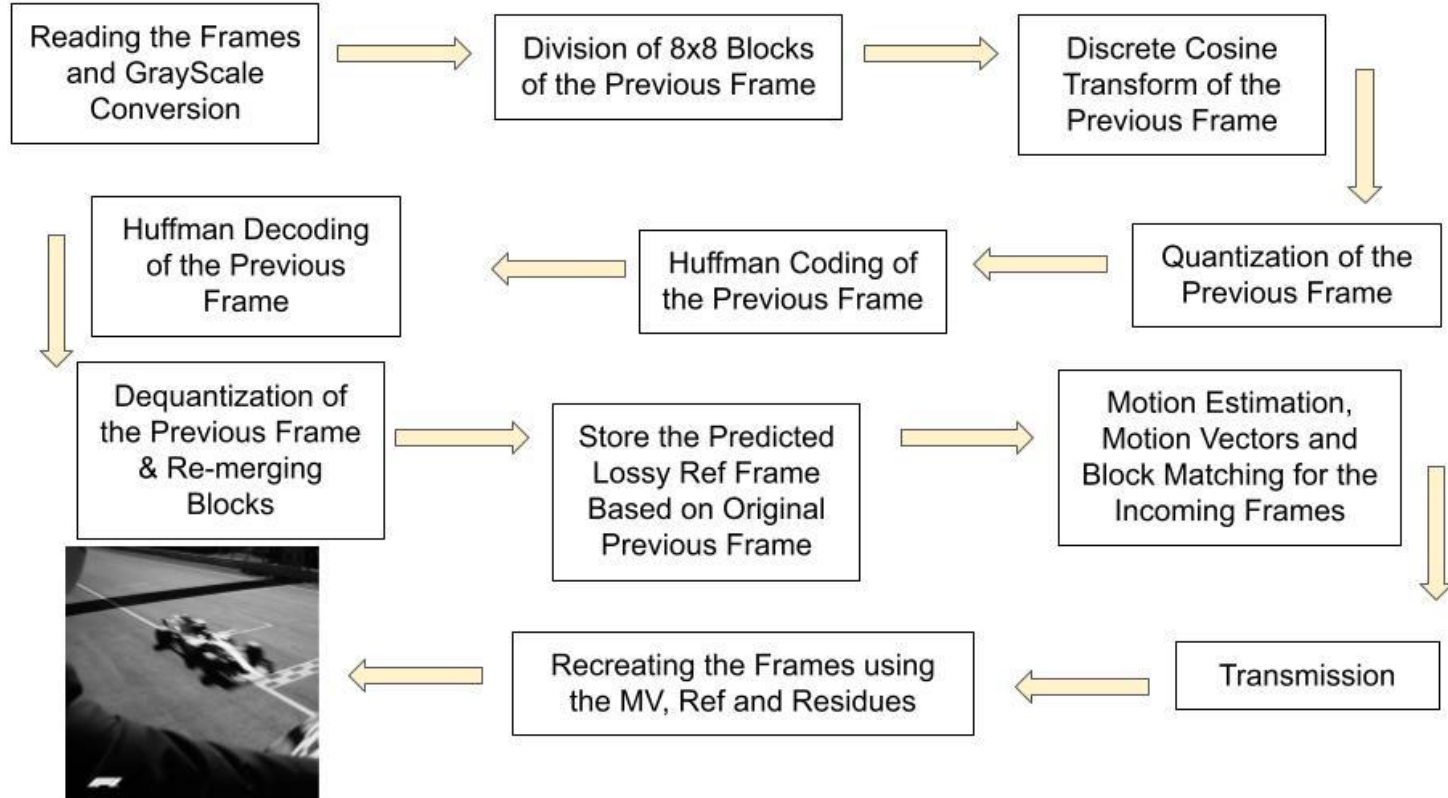 Reading the Frames
and GrayScale
Conversion
Division of 8x8 Blocks
of the Previous Frame
Discrete Cosine
Transform of the
Previous Frame
Quantization of the
Previous Frame
Huffman Coding of
the Previous Frame
Huffman Decoding
of the Previous
Frame
Dequantization of
the Previous Frame
& Re-merging
Blocks
Store the Predicted
Lossy Ref Frame
Based on Original
Previous Frame
Motion Estimation,
Motion Vectors and
Block Matching for the
Incoming Frames
Transmission
Recreating the Frames using
the MV, Ref and Residues